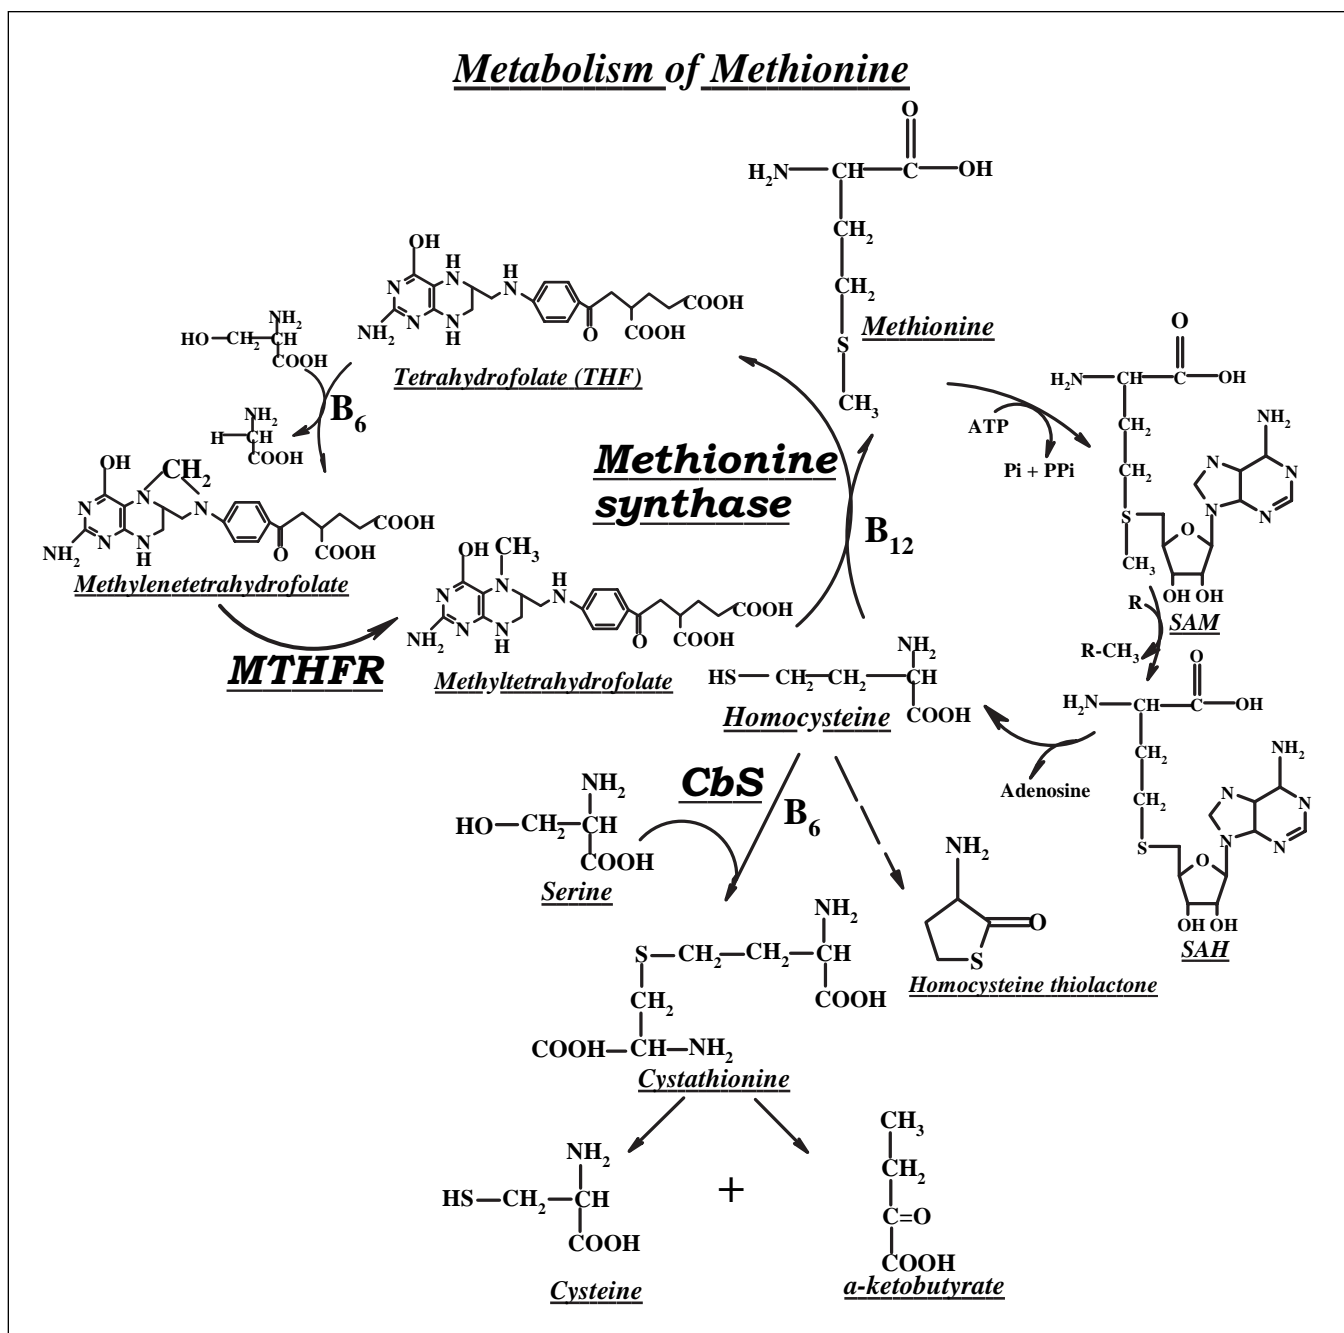 Metabolism of Methionine
O
H2N CH C OH
CH2
CH2
S
CH3
Methionine
OH
N
N
NH2
N
H
N
H
H
N
O
COOH
COOH
Tetrahydrofolate (THF)
NH2
HO CH2 CH
COOH
B6
NH2
H CH
COOH
OH
N
CH2
N
N
N
NH2
N
H
O
COOH
COOH
Methylenetetrahydrofolate
MTHFR
OH
CH3
N
N
N
NH2
N
H
H
N
O
COOH
COOH
Methyltetrahydrofolate
Methionine
synthase
B12
ATP
Pi + PPi
O
H2N CH C OH
CH2
CH2
S
CH3
NH2
N
N
N
N
O
OH OH
SAM
R
R-CH3
O
H2N CH C OH
CH2
CH2
S
NH2
N
N
N
N
O
OH OH
SAH
Adenosine
NH2
HS CH2 CH2 CH
COOH
Homocysteine
CbS
B6
NH2
HO CH2 CH
COOH
Serine
NH2
O
S
Homocysteine thiolactone
NH2
S CH2 CH2 CH
COOH
CH2
COOH CH NH2
Cystathionine
NH2
HS CH2 CH
COOH
Cysteine
+
CH3
CH2
C=O
COOH
a-ketobutyrate